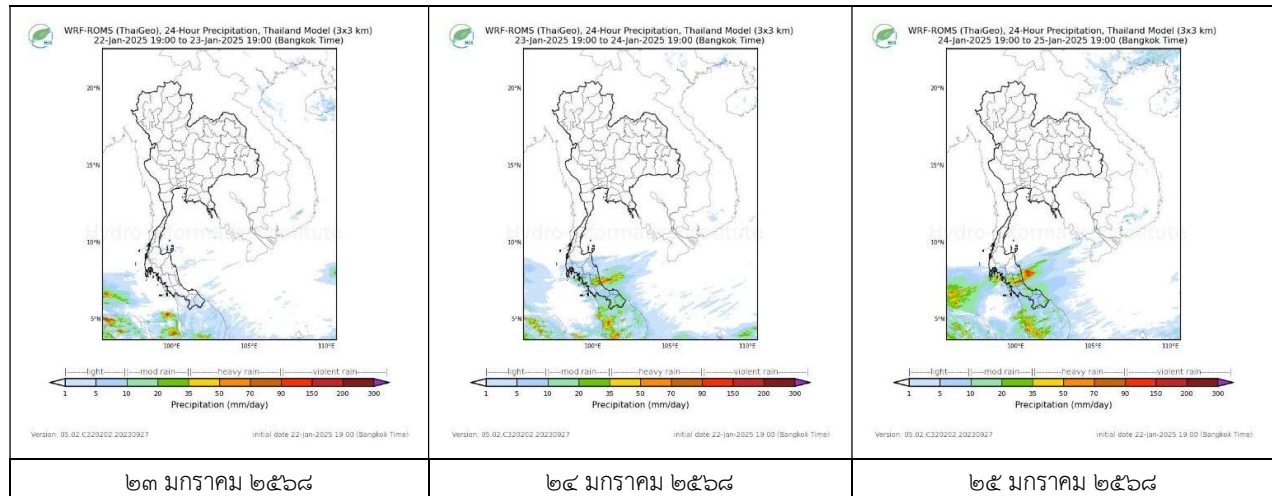 WRF-ROMS (ThaiGeo), 24-Hour Precipitation, Thailand Model (3x3 km)
22-Jan-2025 19:00 to 23-Jan-2025 19:00 (Bangkok Time)
20°N
15°N
10°N
5°N
100°E
105°E
110°E
Hydro-Informatics Institute
|--------light--------||----mod rain----||--------heavy rain--------||--------violent rain--------|
1 5 10 20 35 50 70 90 150 200 300
Precipitation (mm/day)
Version: 05.02.C320202.20230927
initial date 22-Jan-2025 19:00 (Bangkok Time)
๒๓ มกราคม ๒๕๖๘
WRF-ROMS (ThaiGeo), 24-Hour Precipitation, Thailand Model (3x3 km)
23-Jan-2025 19:00 to 24-Jan-2025 19:00 (Bangkok Time)
20°N
15°N
10°N
5°N
100°E
105°E
110°E
Hydro-Informatics Institute
|--------light--------||----mod rain----||--------heavy rain--------||--------violent rain--------|
1 5 10 20 35 50 70 90 150 200 300
Precipitation (mm/day)
Version: 05.02.C320202.20230927
initial date 22-Jan-2025 19:00 (Bangkok Time)
๒๔ มกราคม ๒๕๖๘
WRF-ROMS (ThaiGeo), 24-Hour Precipitation, Thailand Model (3x3 km)
24-Jan-2025 19:00 to 25-Jan-2025 19:00 (Bangkok Time)
20°N
15°N
10°N
5°N
100°E
105°E
110°E
Hydro-Informatics Institute
|--------light--------||----mod rain----||--------heavy rain--------||--------violent rain--------|
1 5 10 20 35 50 70 90 150 200 300
Precipitation (mm/day)
Version: 05.02.C320202.20230927
initial date 22-Jan-2025 19:00 (Bangkok Time)
๒๕ มกราคม ๒๕๖๘